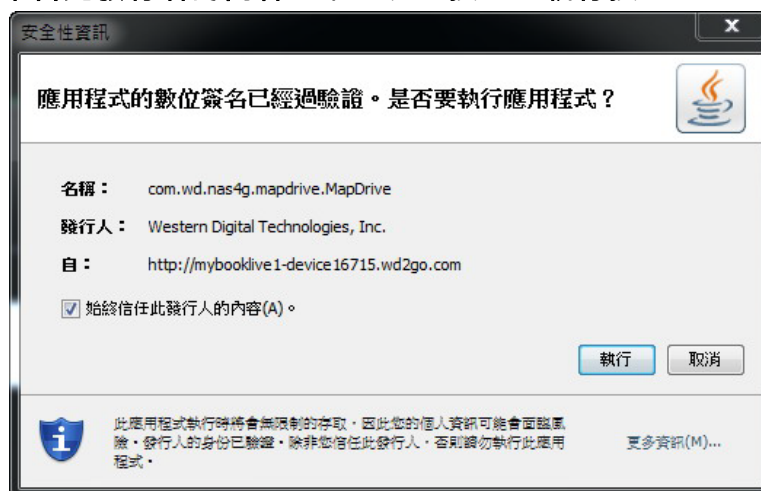 安全性資訊
應用程式的數位簽名已經過驗證。是否要執行應用程式？
名稱： com.wd.nas4g.mapdrive.MapDrive
發行人： Western Digital Technologies, Inc.
自： http://mybooklive1-device16715.wd2go.com
始終信任此發行人的內容(A)。
執行 取消
此應用程式執行時將會無限制的存取，因此您的個人資訊可能會面臨風
險。發行人的身份已驗證。除非您信任此發行人，否則請勿執行此應用
程式。
更多資訊(M)...